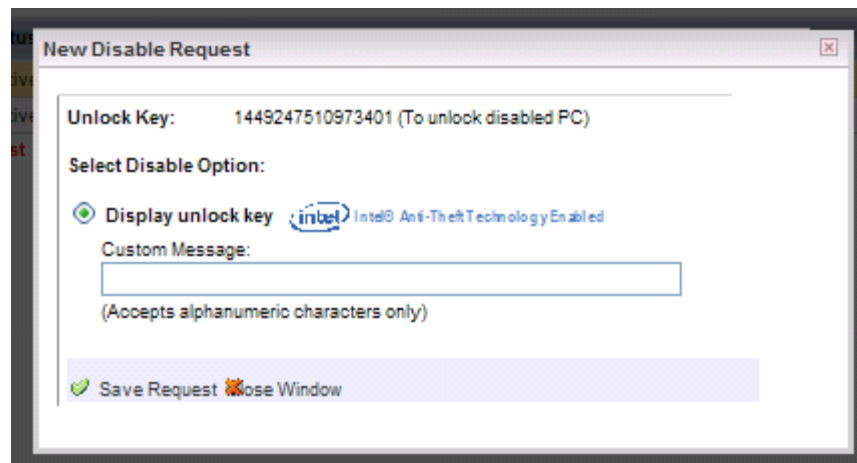 New Disable Request
Unlock Key: 1449247510973401 (To unlock disabled PC)
Select Disable Option:
Display unlock key intel Intel® Anti-Theft Technology Enabled
Custom Message:
(Accepts alphanumeric characters only)
Save Request lose Window